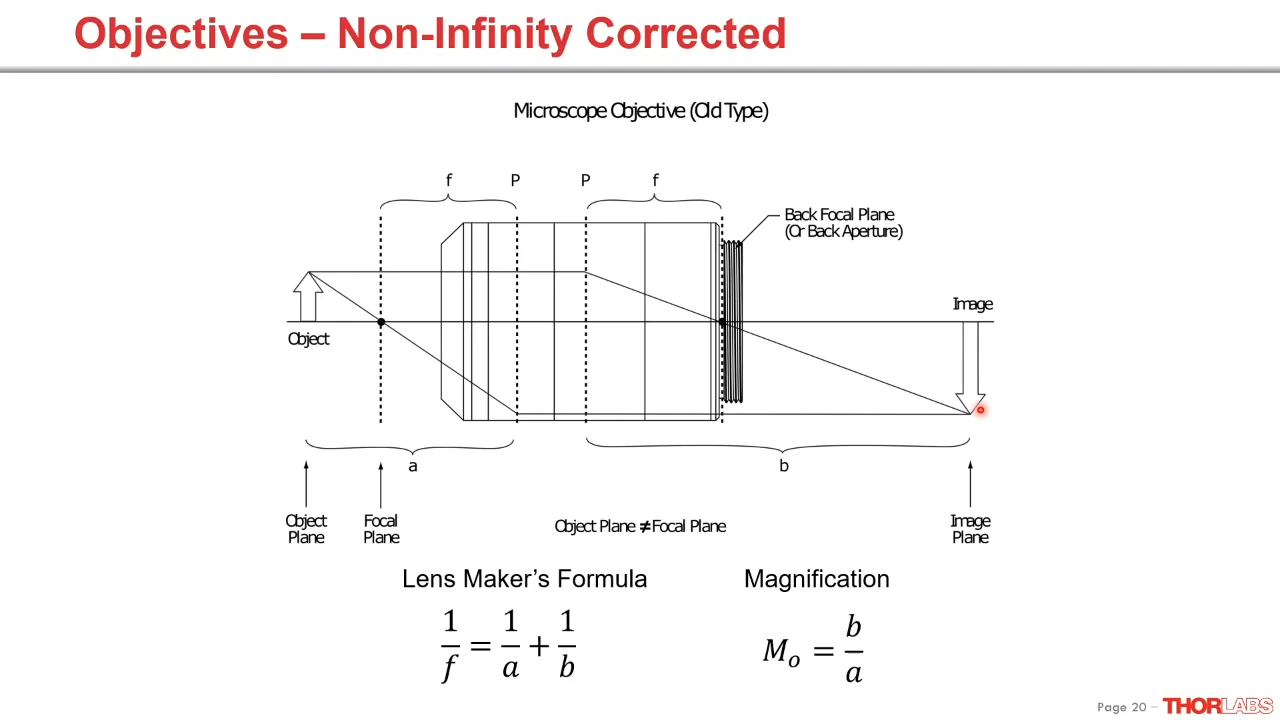 Objectives – Non-Infinity Corrected
Microscope Objective (Old Type)
f P P f
Back Focal Plane
(Or Back Aperture)
Image
Object
a b
Object
Plane
Focal
Plane
Object Plane ≠ Focal Plane
Image
Plane
Lens Maker's Formula
Magnification
1/f = 1/a + 1/b
Mₒ = b/a
Page 20 – THORLABS